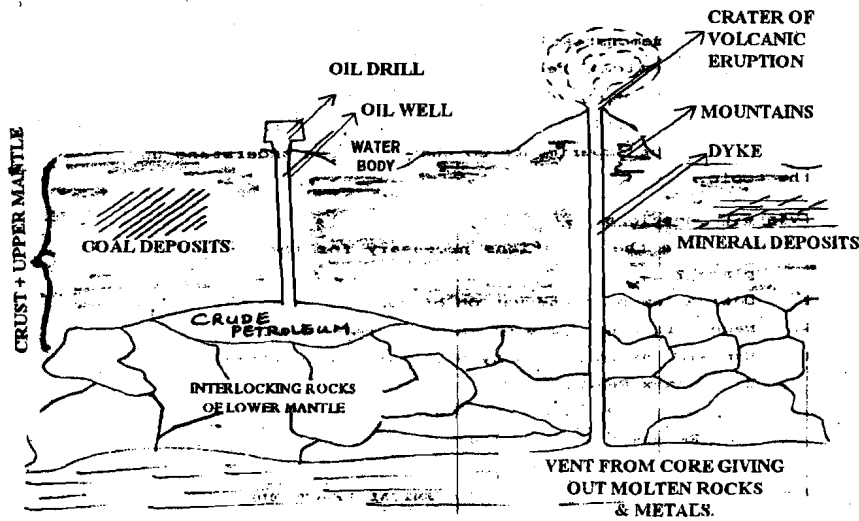 CRATER OF
VOLCANIC
ERUPTION
OIL DRILL
OIL WELL
MOUNTAINS
WATER
BODY
DYKE
CRUST + UPPER MANTLE
COAL DEPOSITS
MINERAL DEPOSITS
CRUDE
PETROLEUM.
INTERLOCKING ROCKS
OF LOWER MANTLE
VENT FROM CORE GIVING
OUT MOLTEN ROCKS
& METALS.